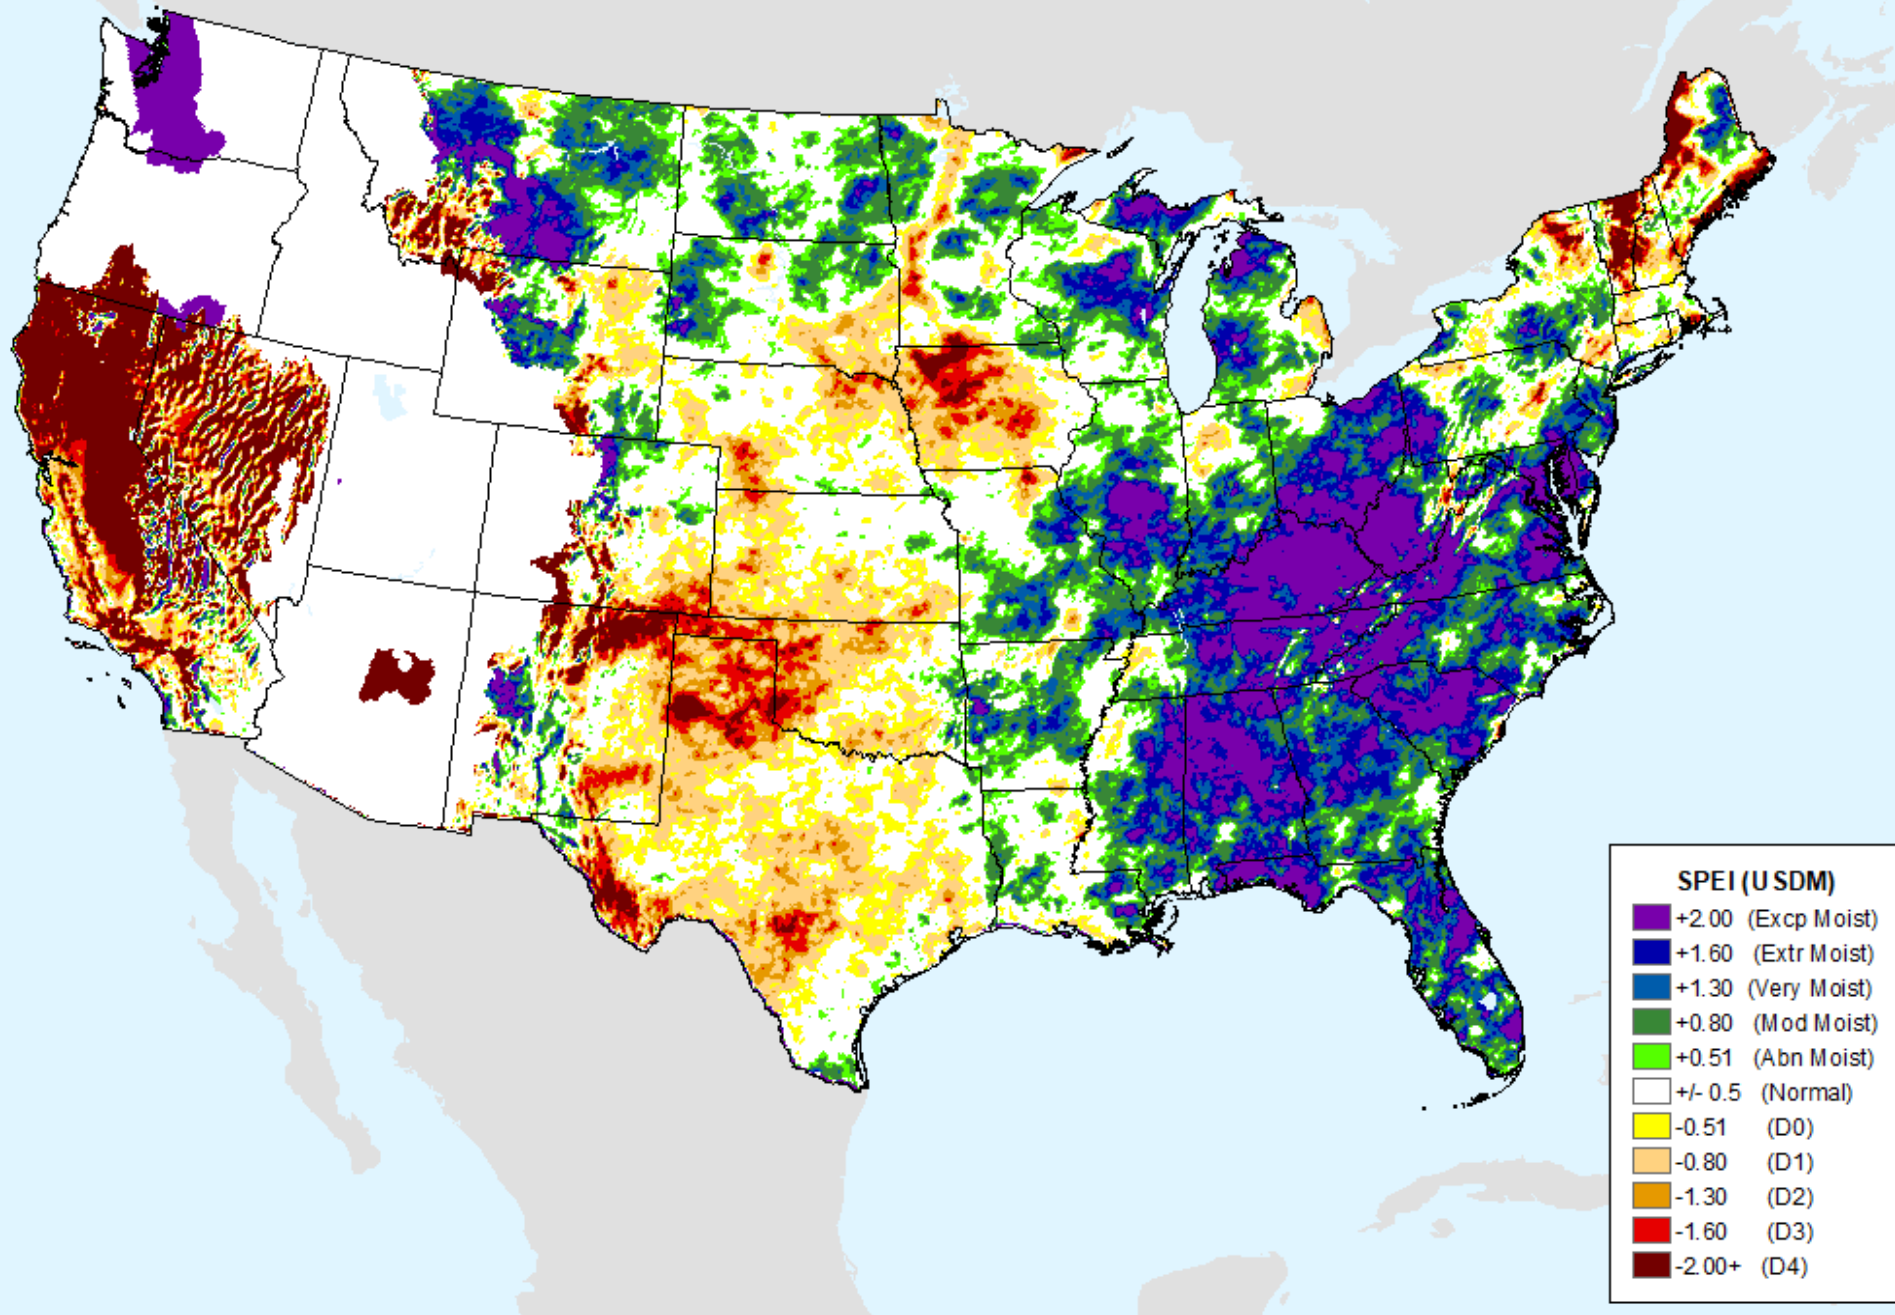 SPEI (USDM)
+2.00 (Excp Moist)
+1.60 (Extr Moist)
+1.30 (Very Moist)
+0.80 (Mod Moist)
+0.51 (Abn Moist)
+/- 0.5 (Normal)
-0.51 (D0)
-0.80 (D1)
-1.30 (D2)
-1.60 (D3)
-2.00+ (D4)